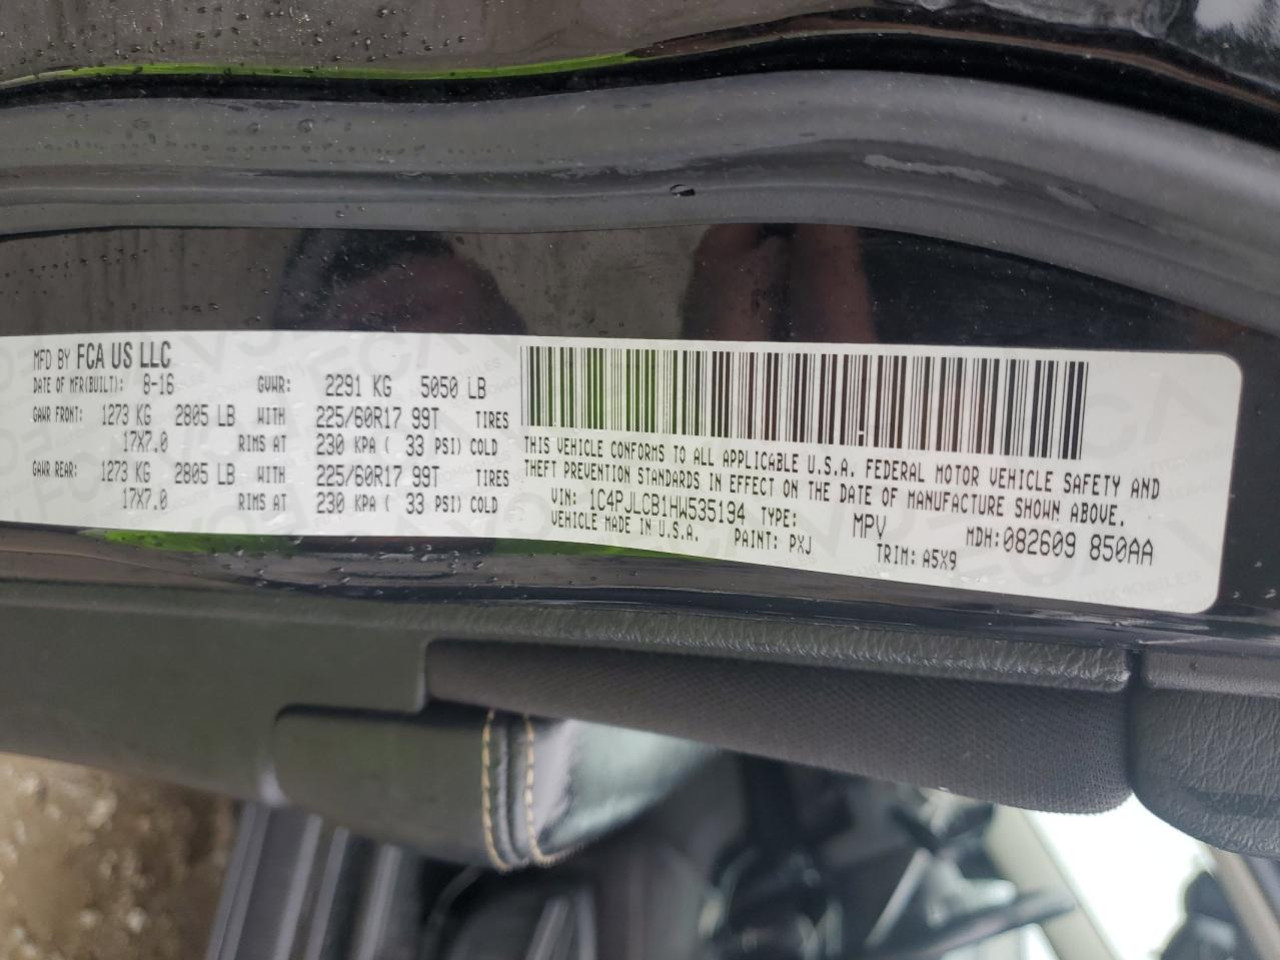 MFD BY FCA US LLC
DATE OF MFR(BUILT): 8-16 GVWR: 2291 KG 5050 LB
GAWR FRONT: 1273 KG 2805 LB WITH 225/60R17 99T TIRES
17X7.0 RIMS AT 230 KPA ( 33 PSI) COLD
GAWR REAR: 1273 KG 2805 LB WITH 225/60R17 99T TIRES
17X7.0 RIMS AT 230 KPA ( 33 PSI) COLD
THIS VEHICLE CONFORMS TO ALL APPLICABLE U.S.A. FEDERAL MOTOR VEHICLE SAFETY AND
THEFT PREVENTION STANDARDS IN EFFECT ON THE DATE OF MANUFACTURE SHOWN ABOVE.
VIN: 1C4PJLCB1HW535194 TYPE: MPV MDH:082609 850AA
VEHICLE MADE IN U.S.A. PAINT: PXJ TRIM: A5X9